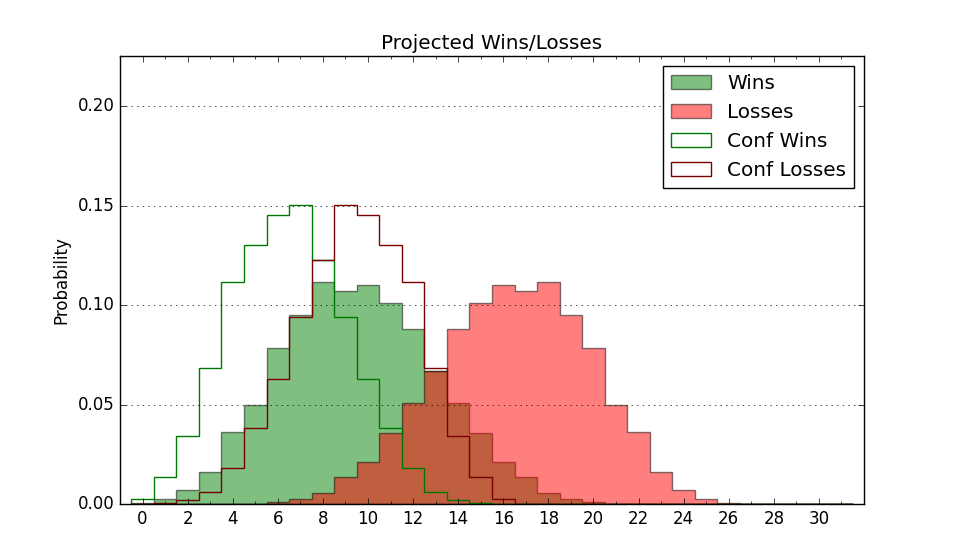 Projected Wins/Losses
Wins
Losses
Conf Wins
Conf Losses
Probability
0.20
0.15
0.10
0.05
0.00
0 2 4 6 8 10 12 14 16 18 20 22 24 26 28 30